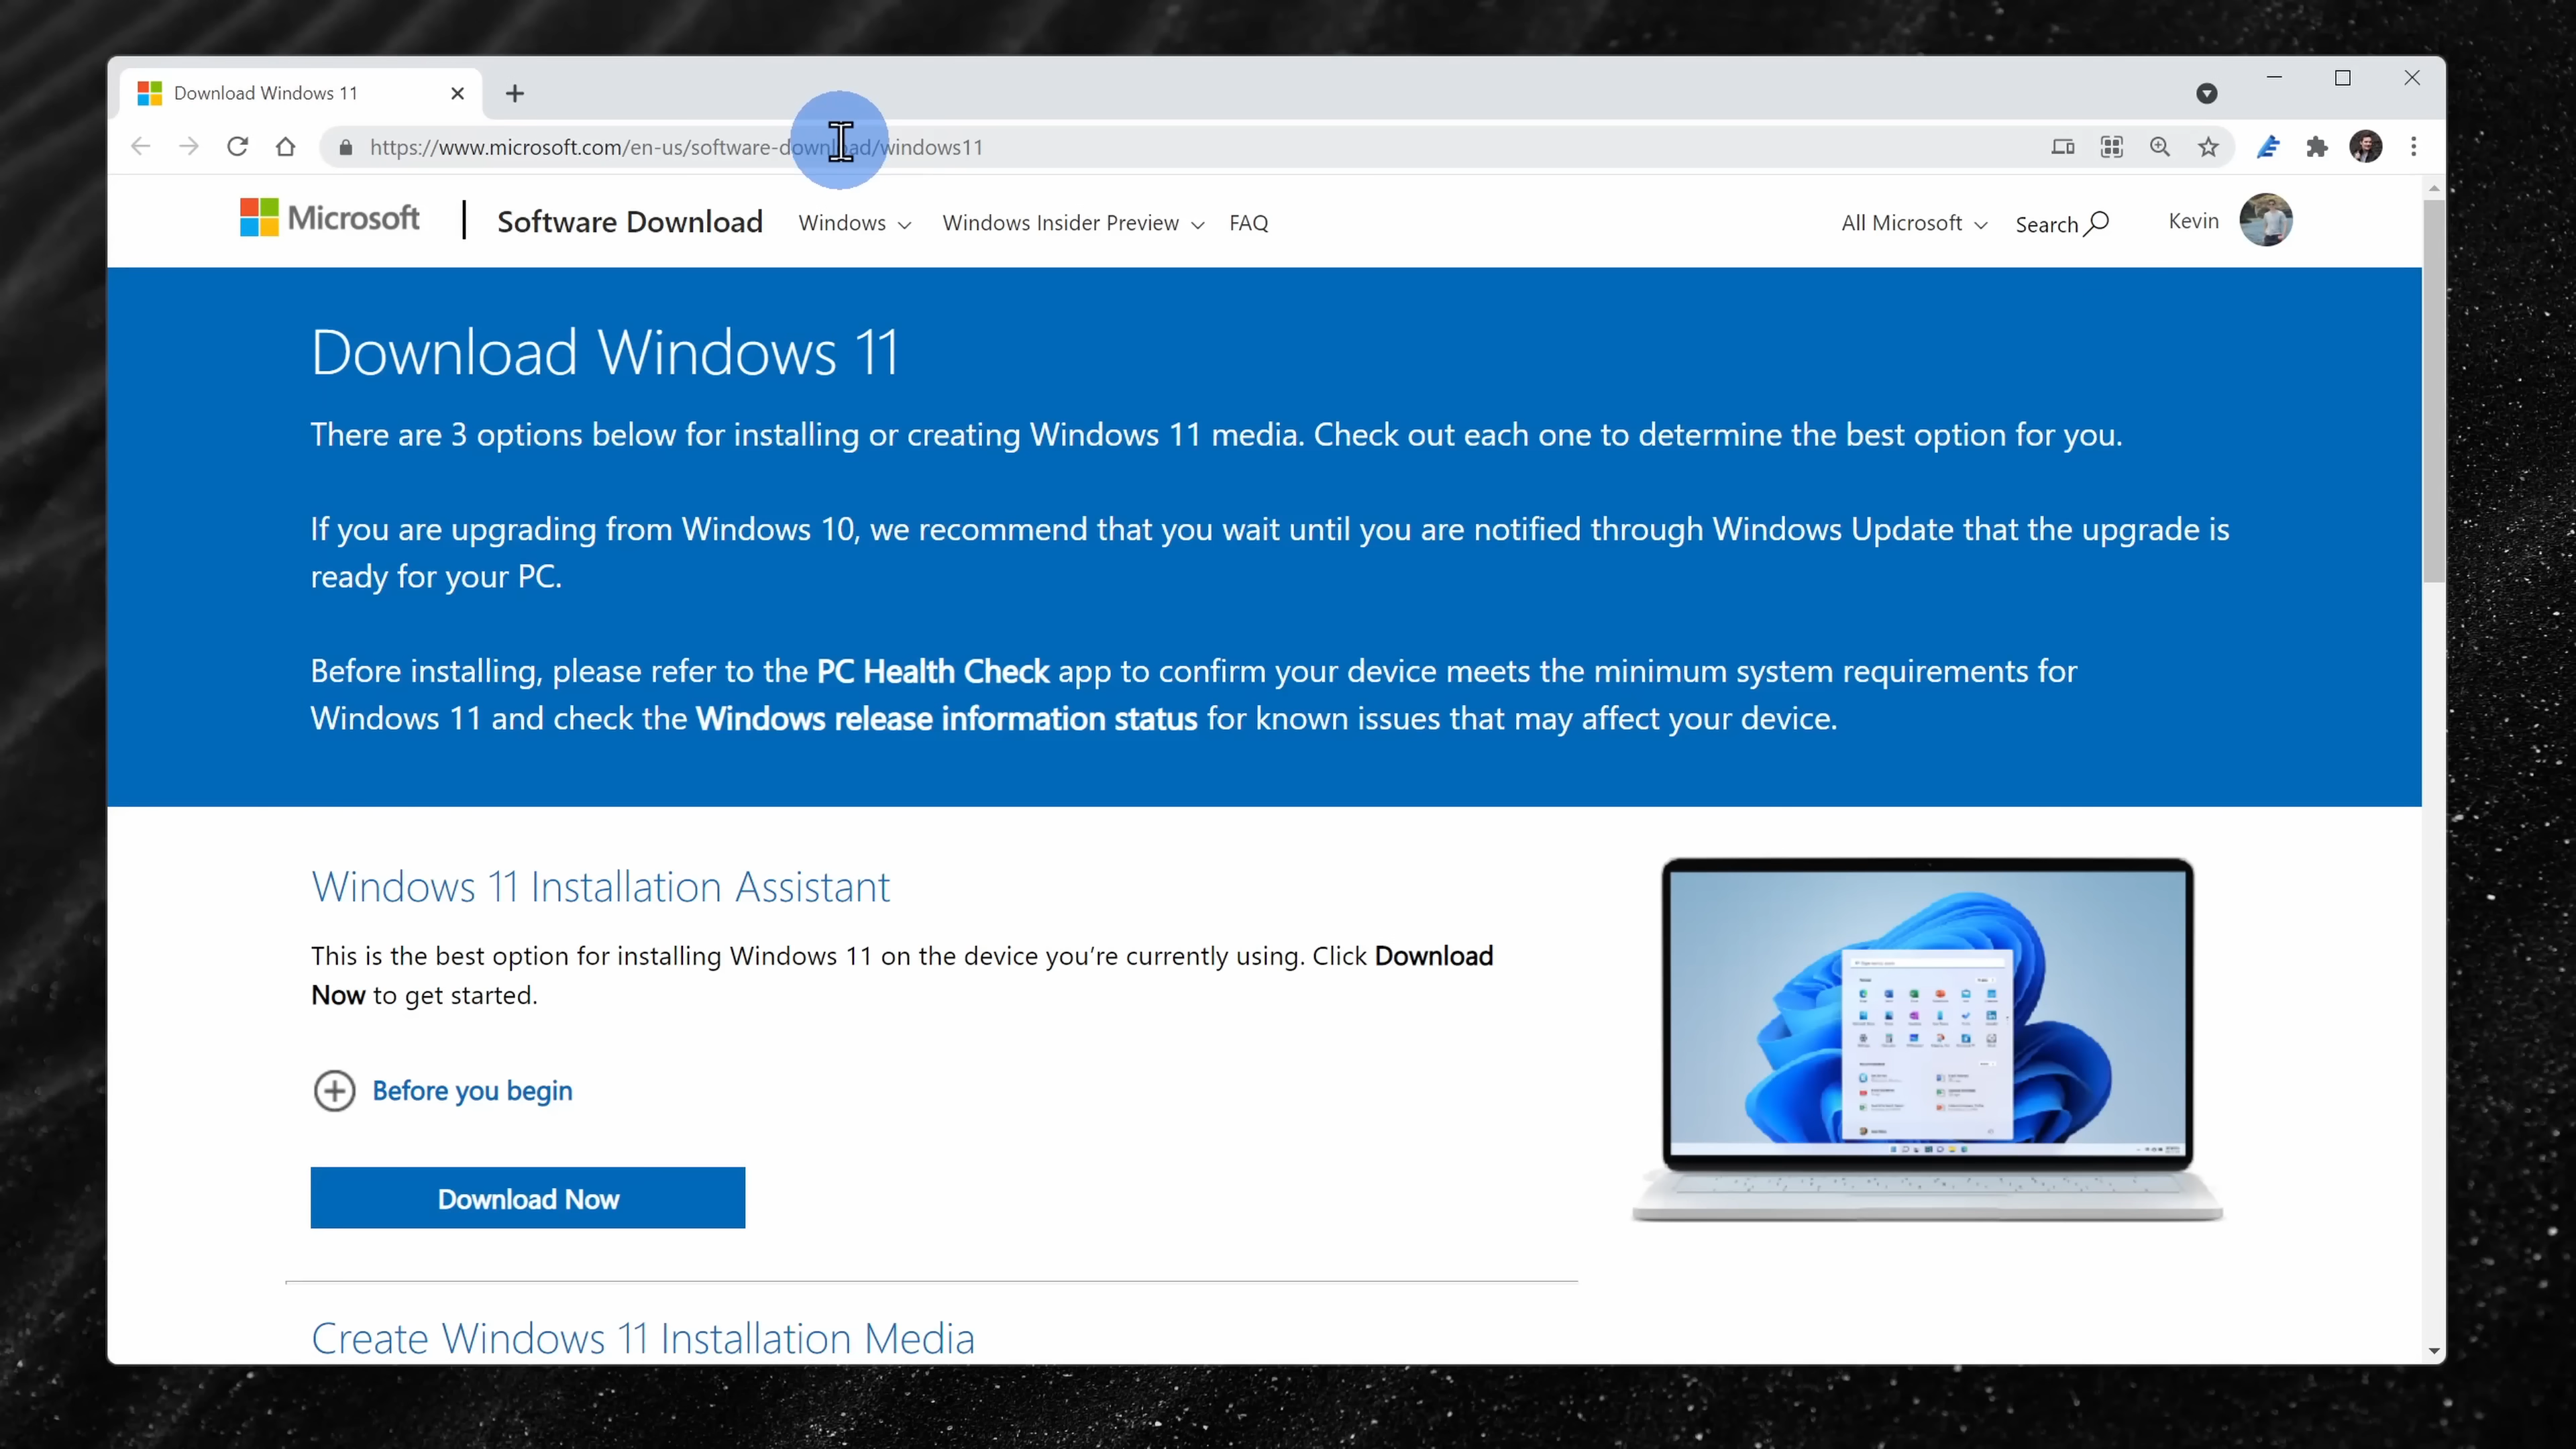 Download Windows 11
https://www.microsoft.com/en-us/software-download/windows11
Microsoft
Software Download
Windows
Windows Insider Preview
FAQ
All Microsoft
Search
Kevin
Download Windows 11
There are 3 options below for installing or creating Windows 11 media. Check out each one to determine the best option for you.
If you are upgrading from Windows 10, we recommend that you wait until you are notified through Windows Update that the upgrade is
ready for your PC.
Before installing, please refer to the PC Health Check app to confirm your device meets the minimum system requirements for
Windows 11 and check the Windows release information status for known issues that may affect your device.
Windows 11 Installation Assistant
This is the best option for installing Windows 11 on the device you’re currently using. Click Download
Now to get started.
Before you begin
Download Now
Create Windows 11 Installation Media